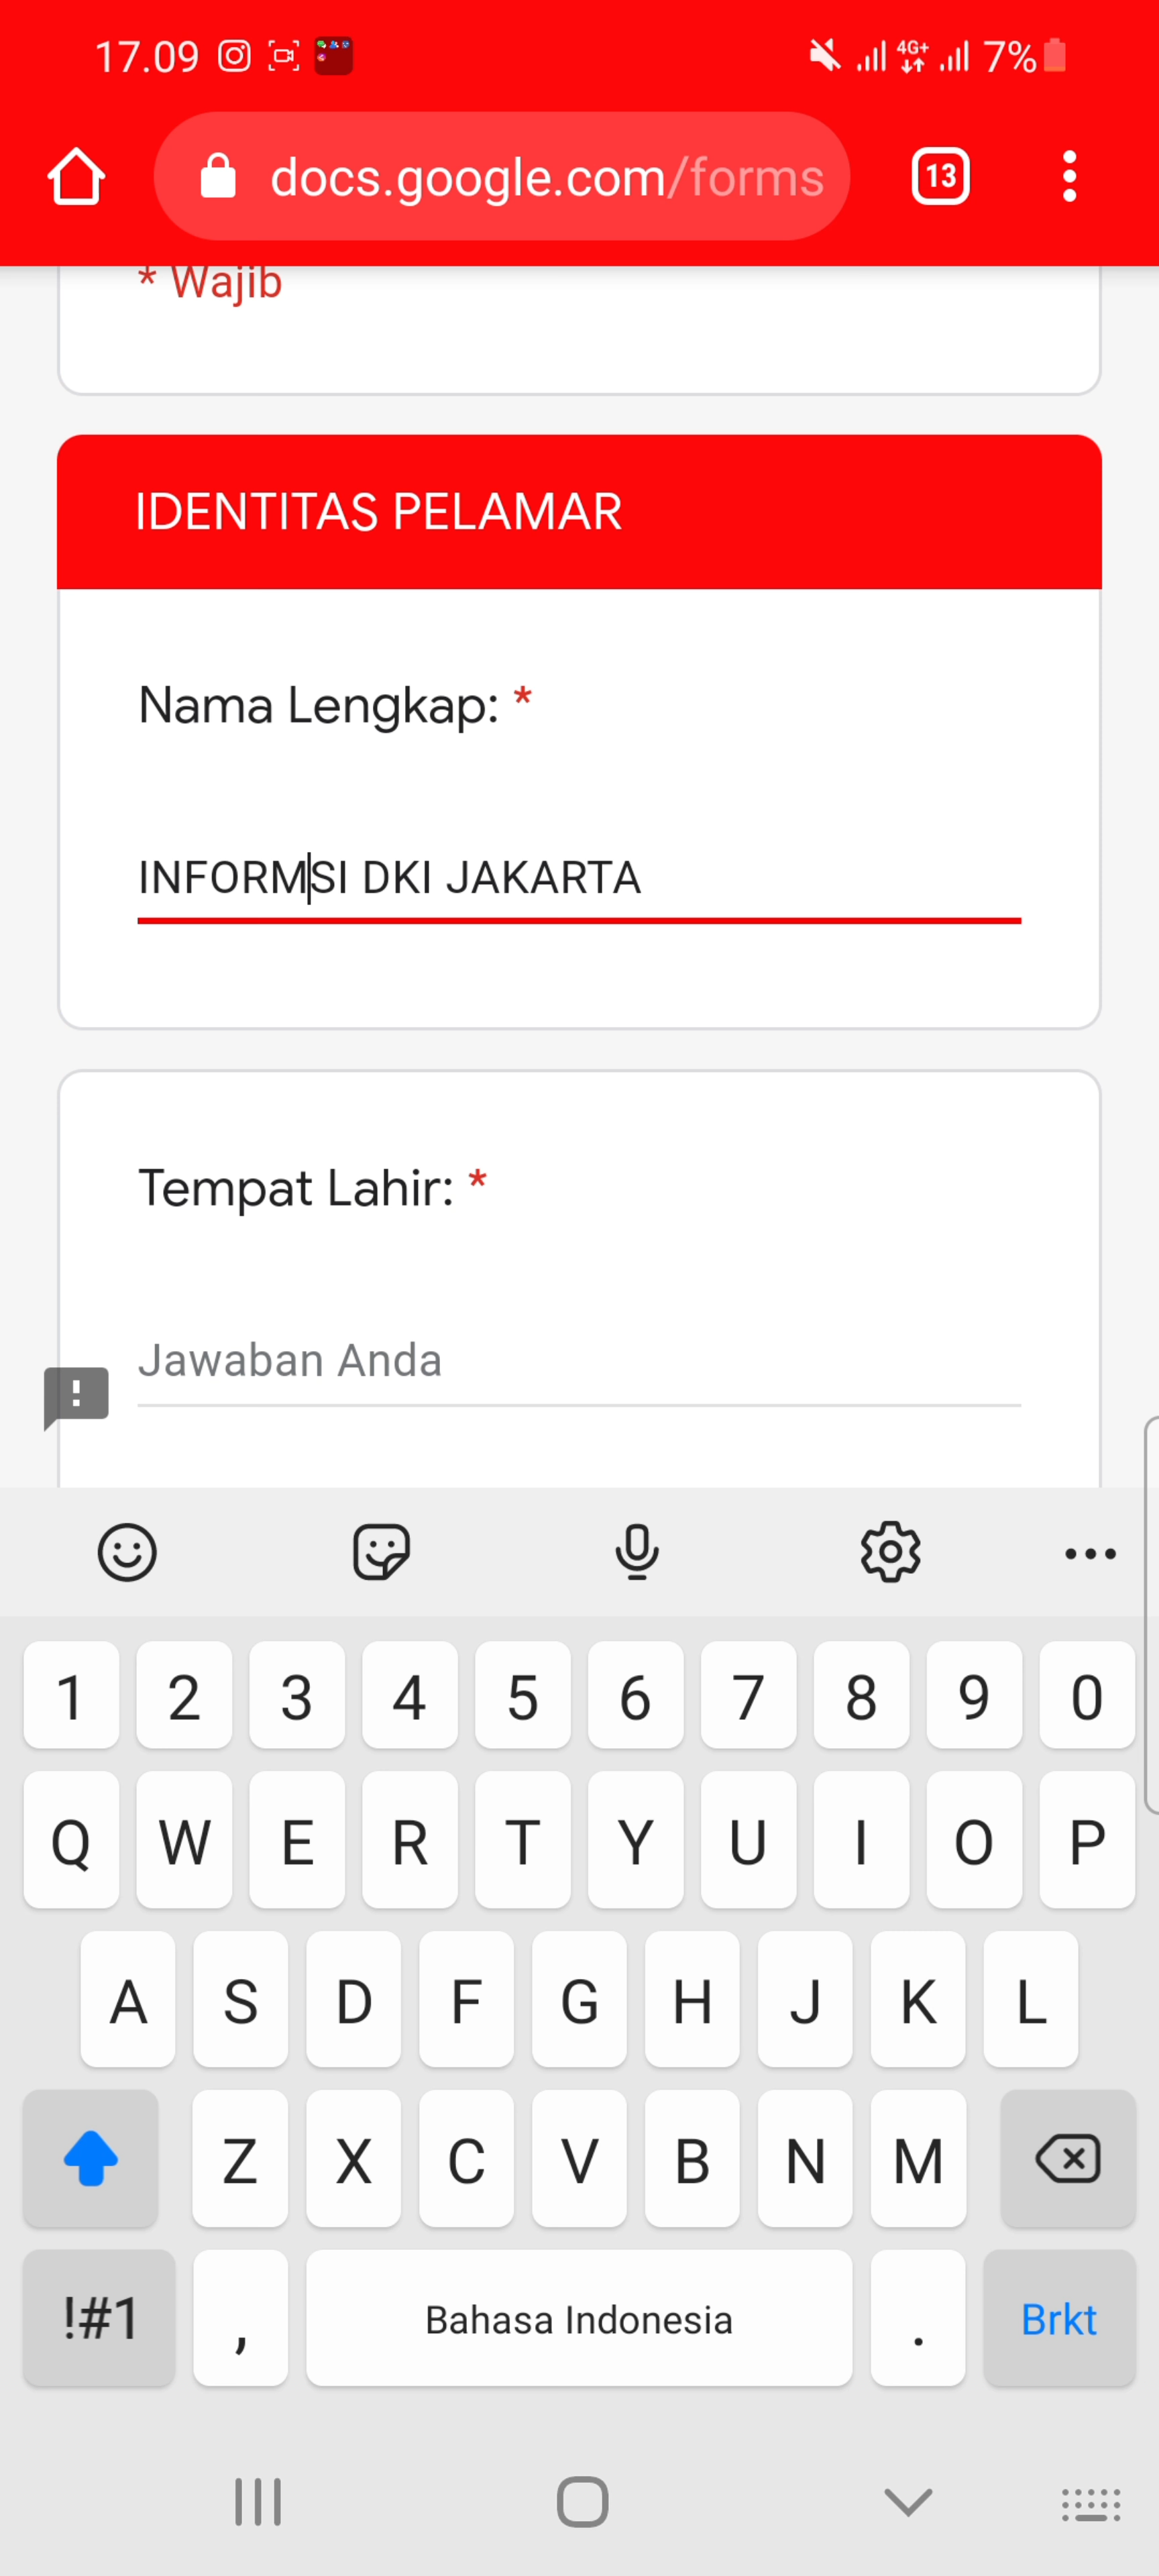 17.09 4G+ 7%
docs.google.com/forms 13
* Wajib
IDENTITAS PELAMAR
Nama Lengkap: *
INFORMSI DKI JAKARTA
Tempat Lahir: *
Jawaban Anda
!
1 2 3 4 5 6 7 8 9 0
Q W E R T Y U I O P
A S D F G H J K L
Z X C V B N M
!#1 , Bahasa Indonesia . Brkt